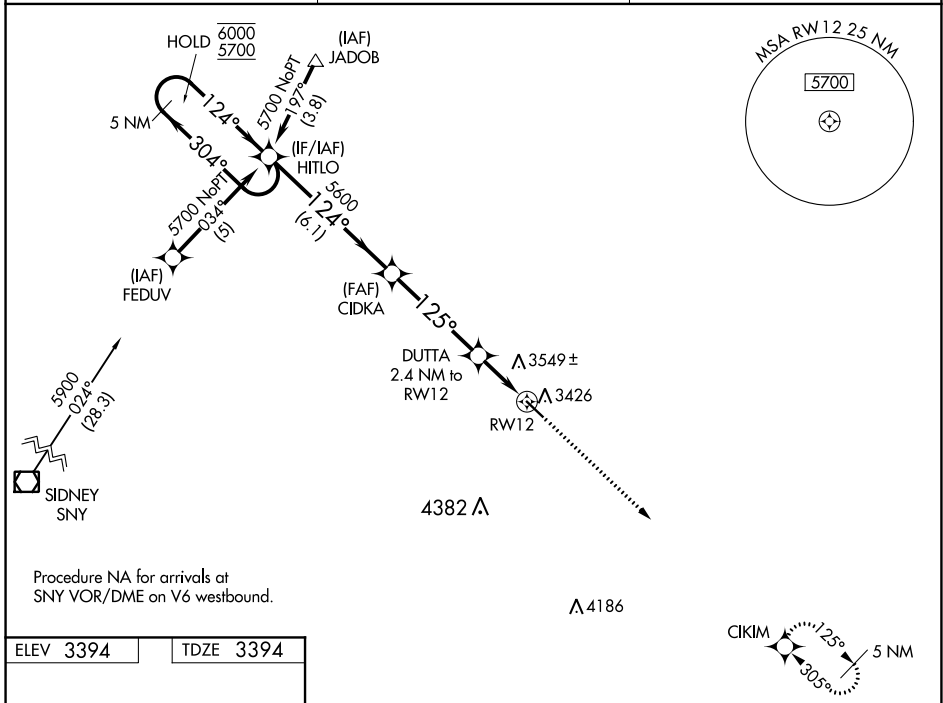 HOLD 6000
5700
(IAF)
JADOB
5700 NoPT
197°
(3.8)
MSA RW12 25 NM
5700
5 NM
124°
304°
(IF/IAF)
HITLO
5700 NoPT
034°
(5)
5600
124°
(6.1)
(IAF)
FEDUV
(FAF)
CIDKA
125°
DUTTA
2.4 NM to
RW12
3549 ±
3426
RW12
5900
024°
(28.3)
SIDNEY
SNY
4382
Procedure NA for arrivals at
SNY VOR/DME on V6 westbound.
4186
CIKIM
125°
305°
5 NM
ELEV 3394
TDZE 3394